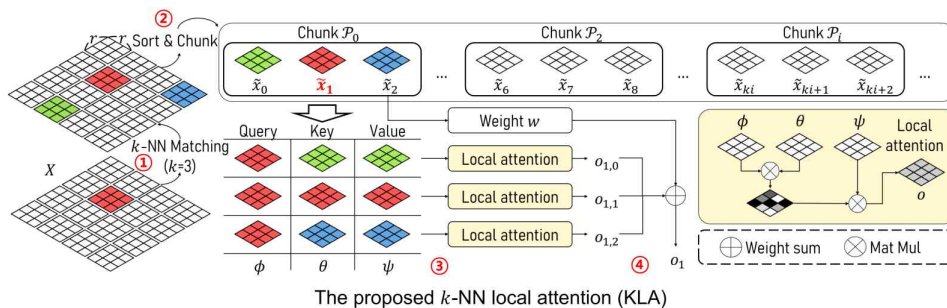 ②
r r Sort & Chunk
Chunk 𝒫₀
Chunk 𝒫₂
Chunk 𝒫ᵢ
x̃₀ x̃₁ x̃₂ ... x̃₆ x̃₇ x̃₈ ... x̃ₖᵢ x̃ₖᵢ₊₁ x̃ₖᵢ₊₂ ...
k-NN Matching
(k=3)
①
X
Query Key Value
Weight w
Local attention o₁,₀
Local attention o₁,₁
Local attention o₁,₂
ϕ θ ψ ③
④ o₁
ϕ θ ψ Local
attention
o
Weight sum Mat Mul
The proposed k-NN local attention (KLA)